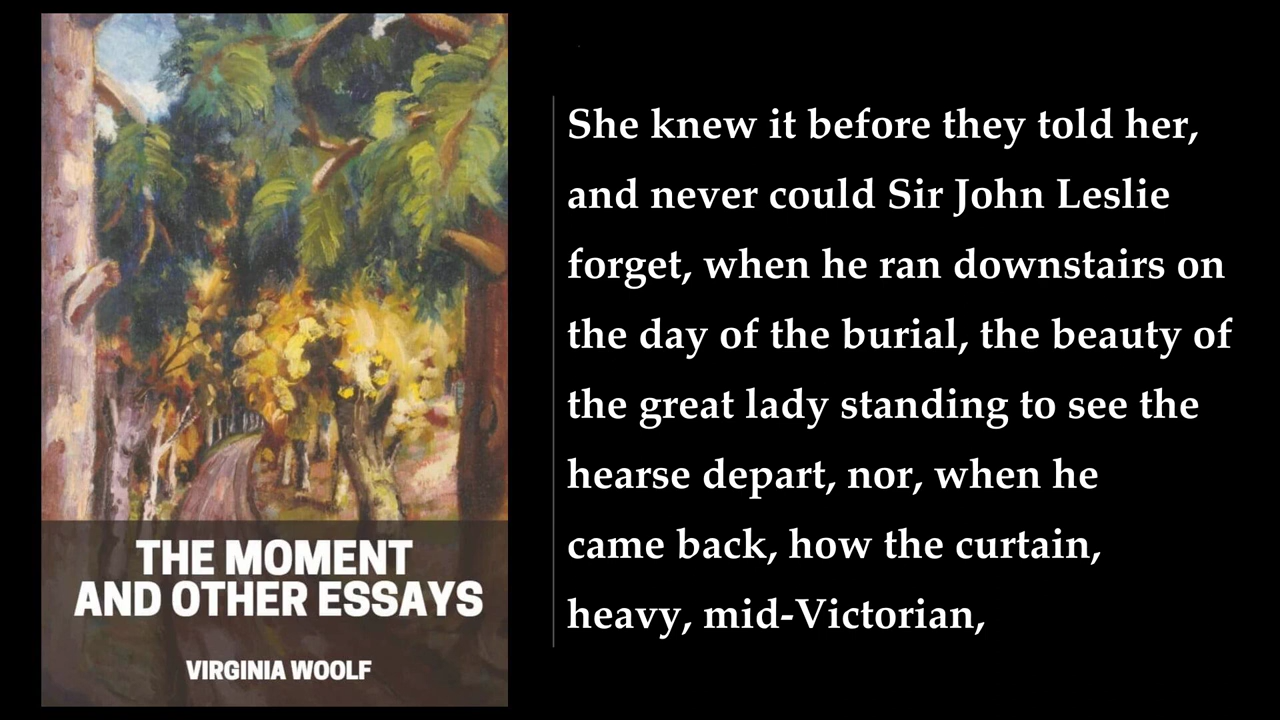 THE MOMENT
AND OTHER ESSAYS
VIRGINIA WOOLF
She knew it before they told her,
and never could Sir John Leslie
forget, when he ran downstairs on
the day of the burial, the beauty of
the great lady standing to see the
hearse depart, nor, when he
came back, how the curtain,
heavy, mid-Victorian,